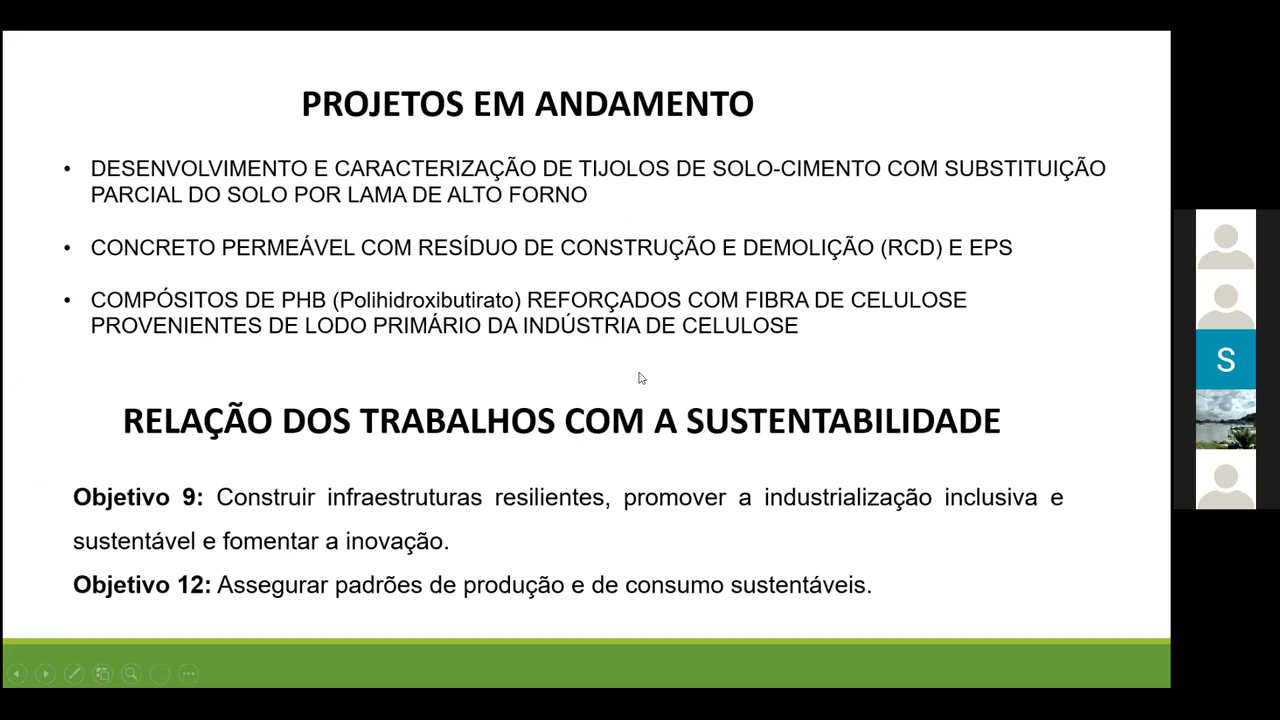 PROJETOS EM ANDAMENTO
• DESENVOLVIMENTO E CARACTERIZAÇÃO DE TIJOLOS DE SOLO-CIMENTO COM SUBSTITUIÇÃO
PARCIAL DO SOLO POR LAMA DE ALTO FORNO
• CONCRETO PERMEÁVEL COM RESÍDUO DE CONSTRUÇÃO E DEMOLIÇÃO (RCD) E EPS
• COMPÓSITOS DE PHB (Polihidroxibutirato) REFORÇADOS COM FIBRA DE CELULOSE
PROVENIENTES DE LODO PRIMÁRIO DA INDÚSTRIA DE CELULOSE
RELAÇÃO DOS TRABALHOS COM A SUSTENTABILIDADE
Objetivo 9: Construir infraestruturas resilientes, promover a industrialização inclusiva e
sustentável e fomentar a inovação.
Objetivo 12: Assegurar padrões de produção e de consumo sustentáveis.
S